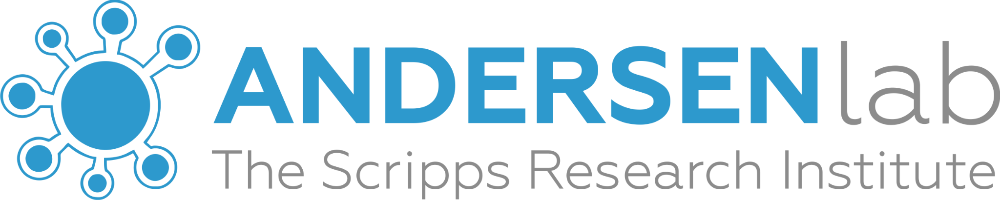 ANDERSENlab
The Scripps Research Institute